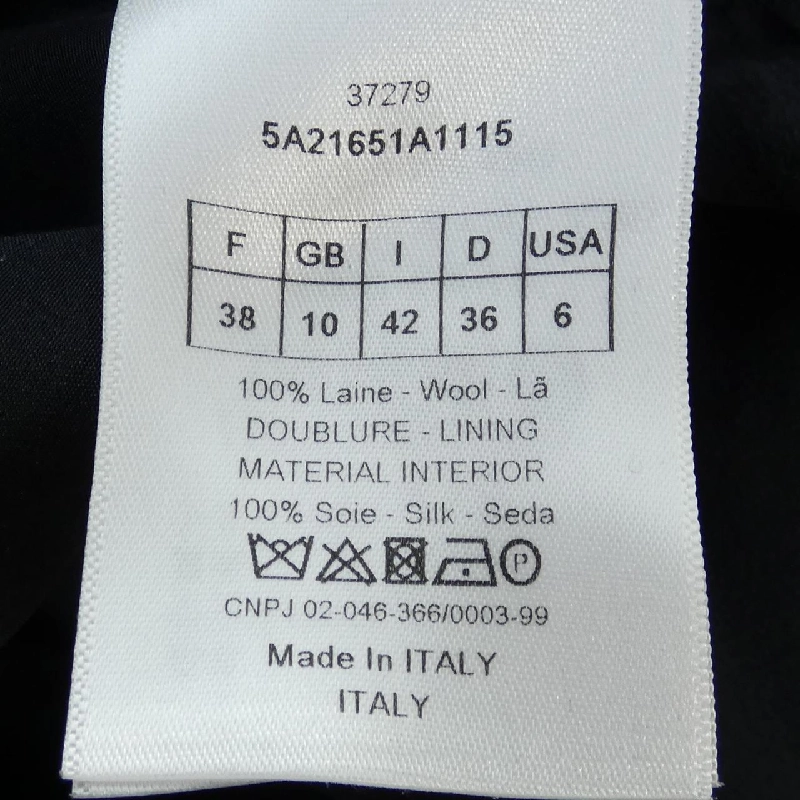 37279
5A21651A1115
F GB I D USA
38 10 42 36 6
100% Laine - Wool - Lã
DOUBLURE - LINING
MATERIAL INTERIOR
100% Soie - Silk - Seda
P
CNPJ 02-046-366/0003-99
Made In ITALY
ITALY